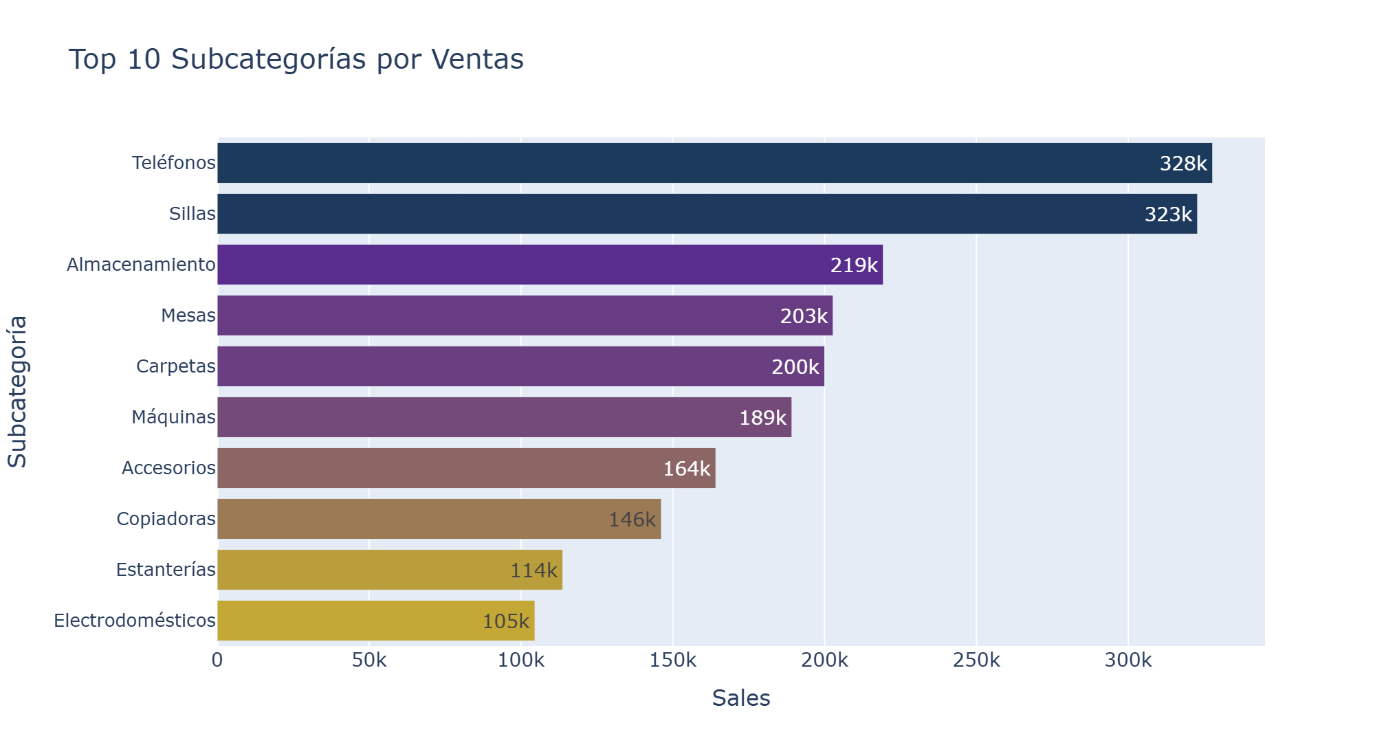 Top 10 Subcategorías por Ventas
Subcategoría
Teléfonos 328k
Sillas 323k
Almacenamiento 219k
Mesas 203k
Carpetas 200k
Máquinas 189k
Accesorios 164k
Copiadoras 146k
Estanterías 114k
Electrodomésticos 105k
0 50k 100k 150k 200k 250k 300k
Sales